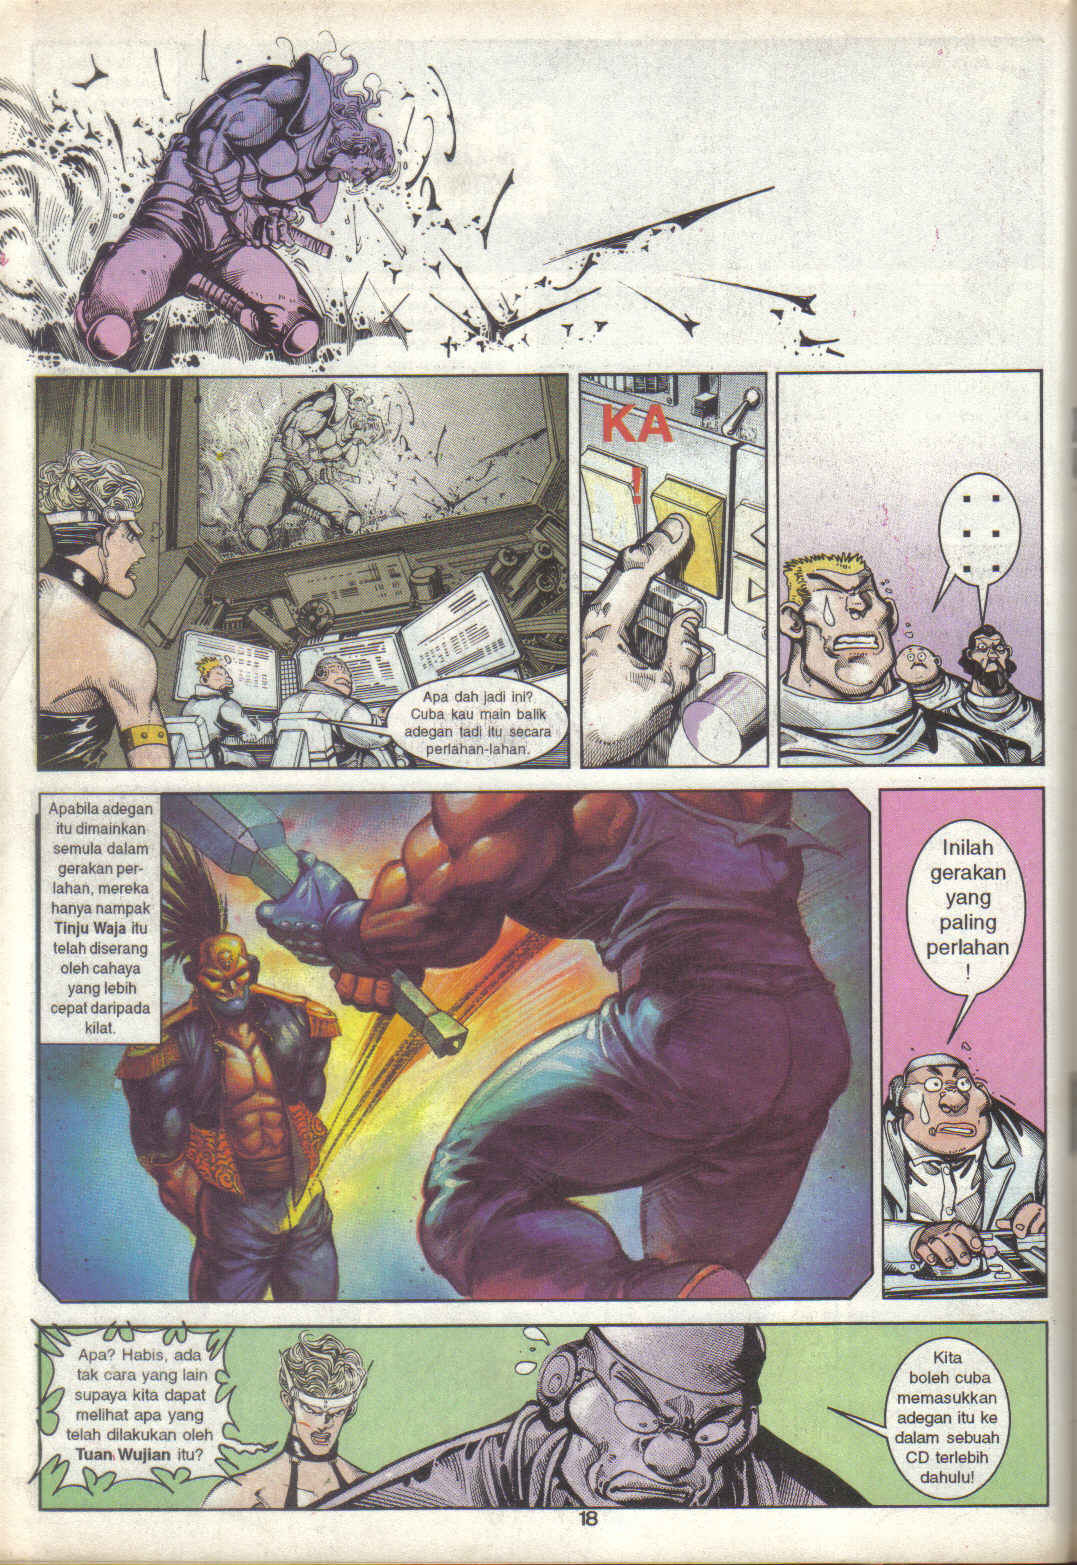 KA
!
Apa dah jadi ini?
Cuba kau main balik
adegan tadi itu secara
perlahan-lahan.
Apabila adegan
itu dimainkan
semula dalam
gerakan per-
lahan, mereka
hanya nampak
Tinju Waja itu
telah diserang
oleh cahaya
yang lebih
cepat daripada
kilat.
Inilah
gerakan
yang
paling
perlahan
!
Apa? Habis, ada
tak cara yang lain
supaya kita dapat
melihat apa yang
telah dilakukan oleh
Tuan Wujian itu?
Kita
boleh cuba
memasukkan
adegan itu ke
dalam sebuah
CD terlebih
dahulu!
18